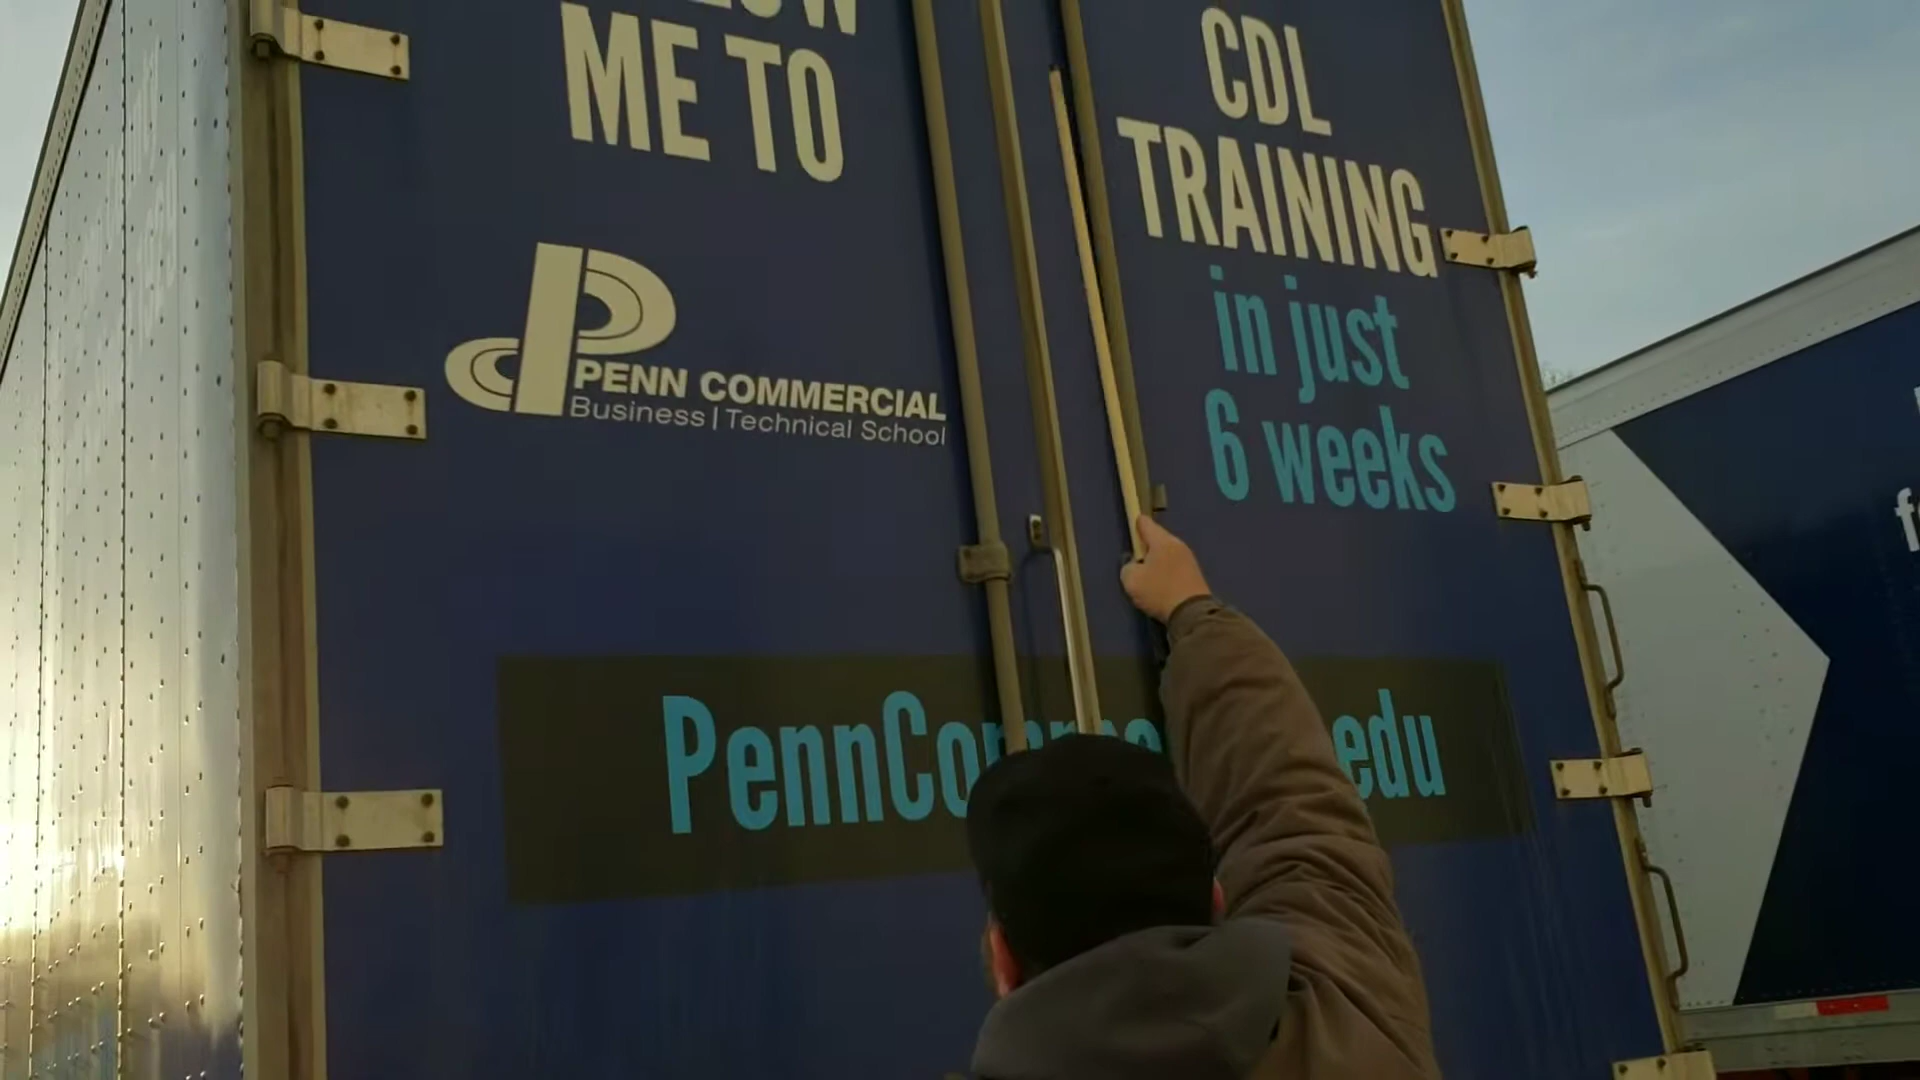 ME TO
PENN COMMERCIAL
Business | Technical School
CDL
TRAINING
in just
6 weeks